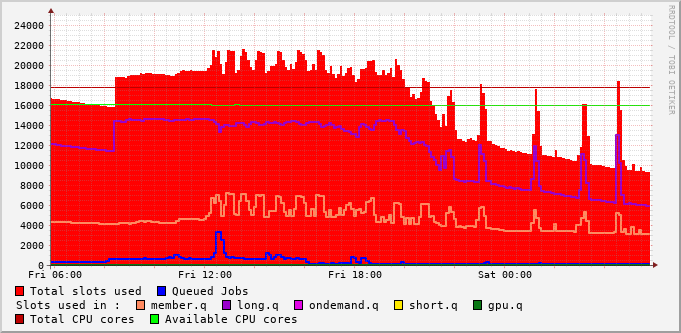 RRDTOOL / TOBI OETIKER
24000
22000
20000
18000
16000
14000
12000
10000
8000
6000
4000
2000
0
Fri 06:00 Fri 12:00 Fri 18:00 Sat 00:00
Total slots used Queued Jobs
Slots used in : member.q long.q ondemand.q short.q gpu.q
Total CPU cores Available CPU cores